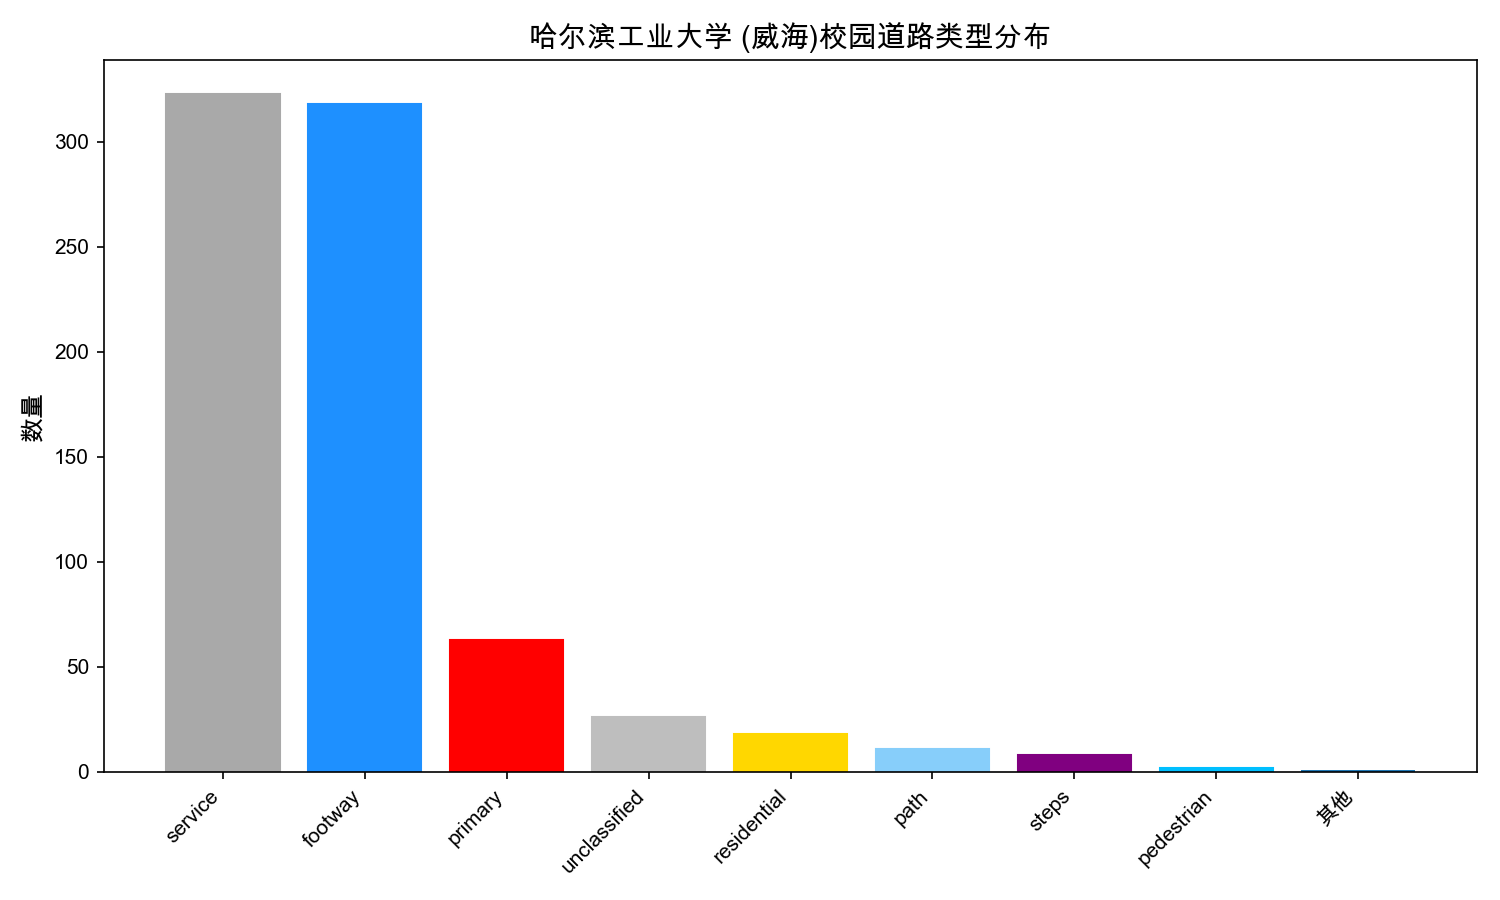 哈尔滨工业大学 (威海)校园道路类型分布
数量
300
250
200
150
100
50
0
service
footway
primary
unclassified
residential
path
steps
pedestrian
其他